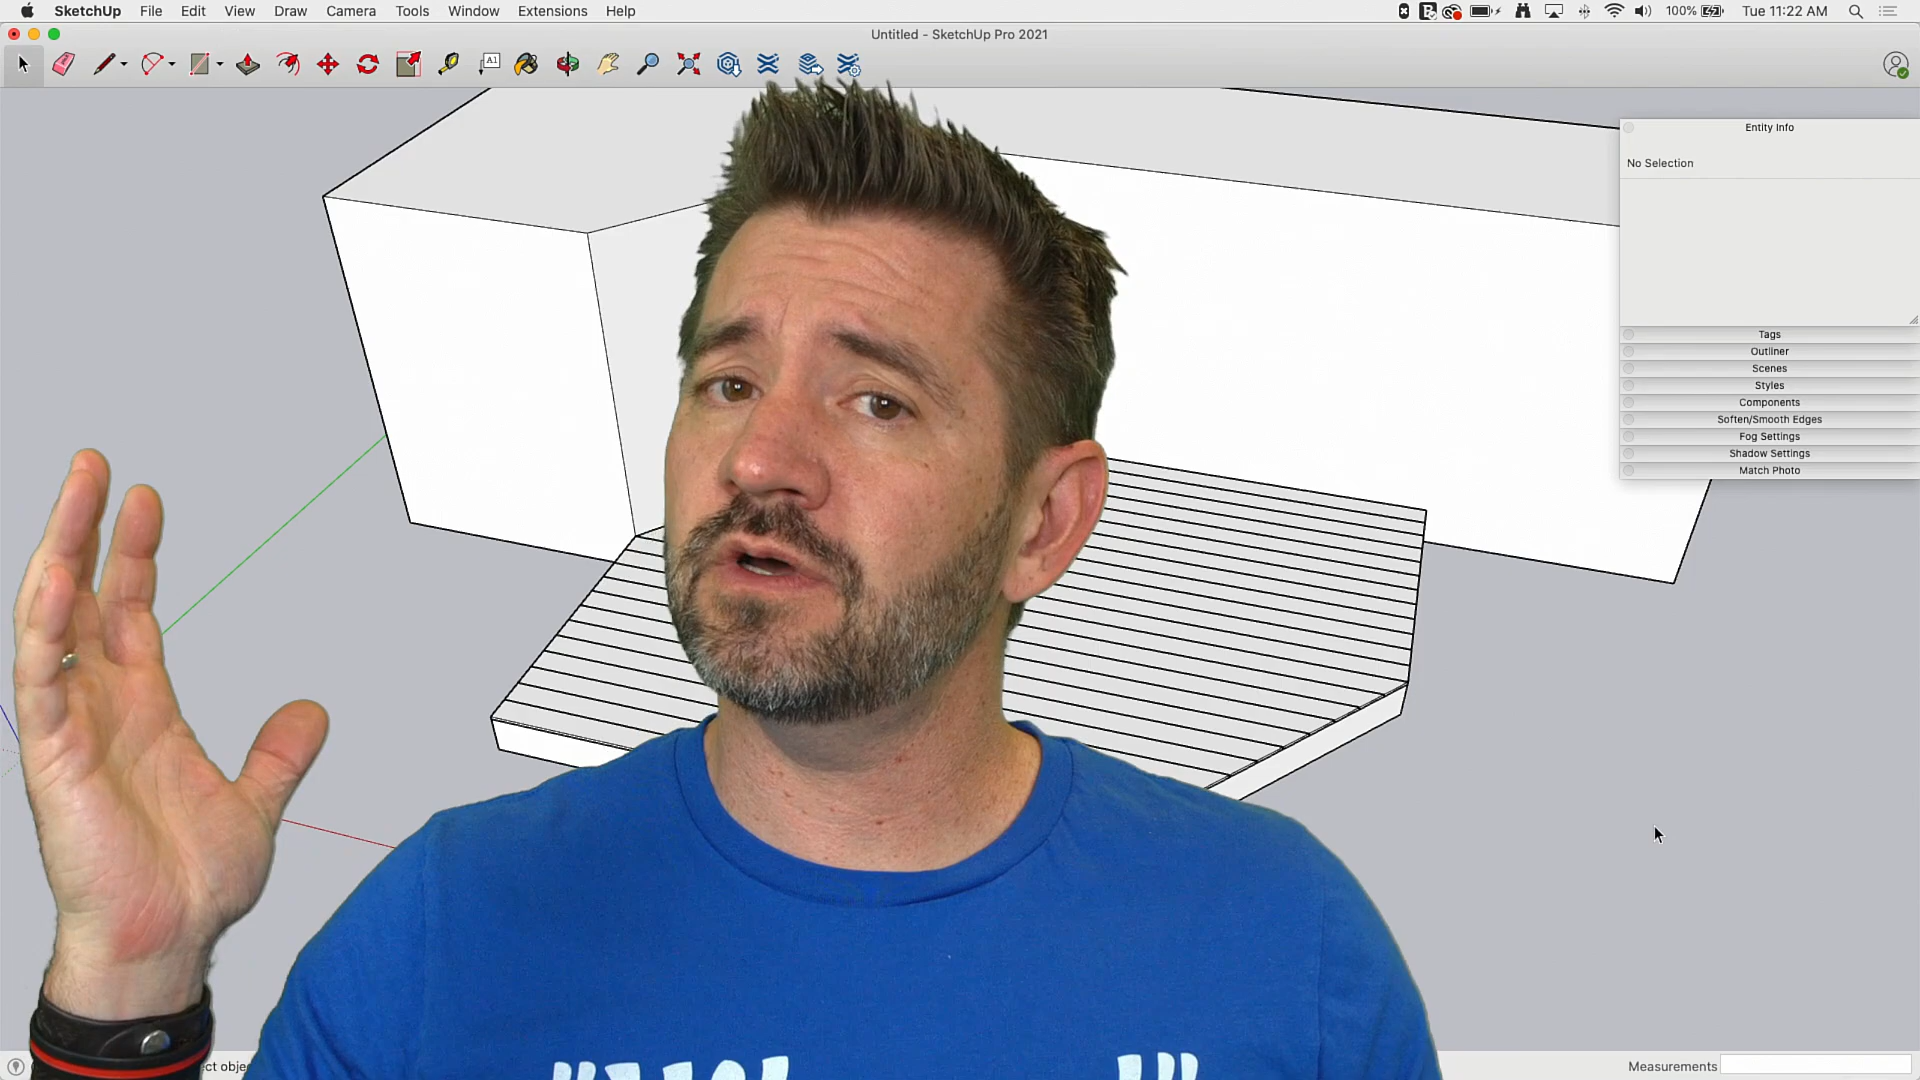 SketchUp File Edit View Draw Camera Tools Window Extensions Help 100% Tue 11:22 AM
Untitled - SketchUp Pro 2021
A1
Entity Info
No Selection
Tags
Outliner
Scenes
Styles
Components
Soften/Smooth Edges
Fog Settings
Shadow Settings
Match Photo
Measurements